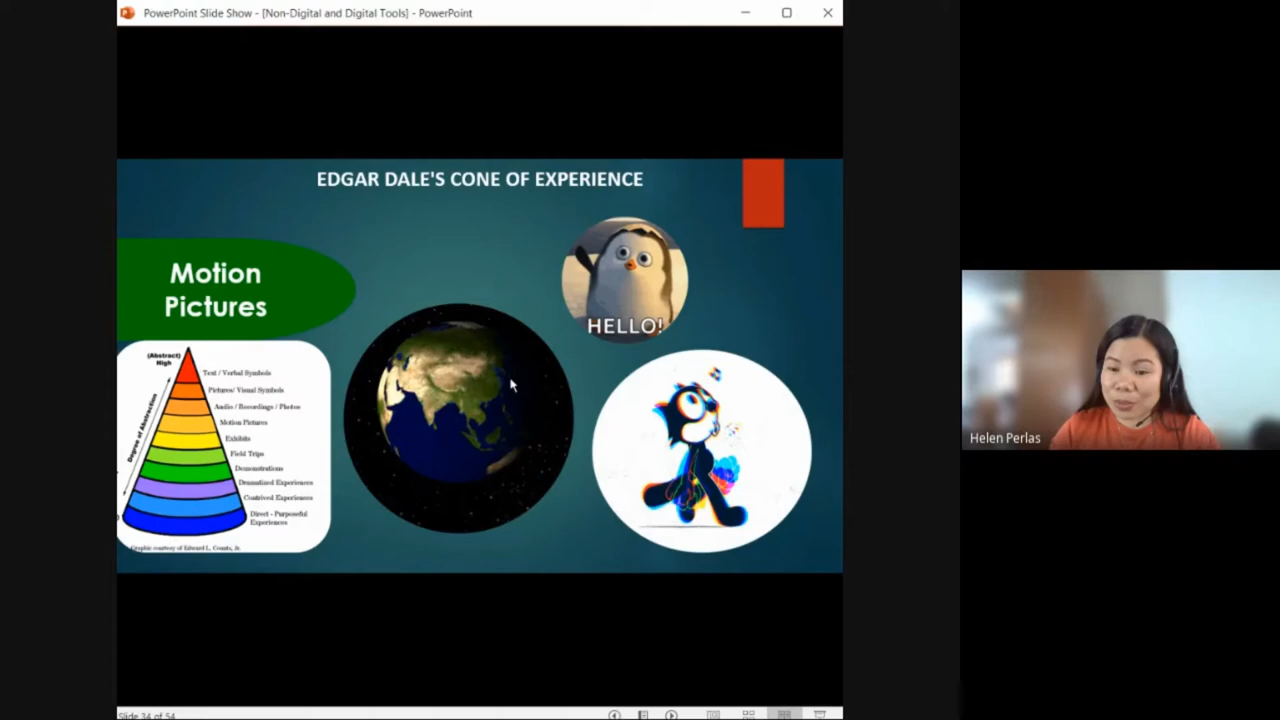 PowerPoint Slide Show - [Non-Digital and Digital Tools] - PowerPoint
EDGAR DALE'S CONE OF EXPERIENCE
HELLO!
Motion
Pictures
(Abstract)
High
Degree of Abstraction
Text / Verbal Symbols
Pictures/ Visual Symbols
Audio / Recordings / Photos
Motion Pictures
Exhibits
Field Trips
Demonstrations
Dramatized Experiences
Contrived Experiences
Direct - Purposeful
Experiences
Graphic courtesy of Edward L. Counts, Jr.
Helen Perlas
Slide 34 of 54